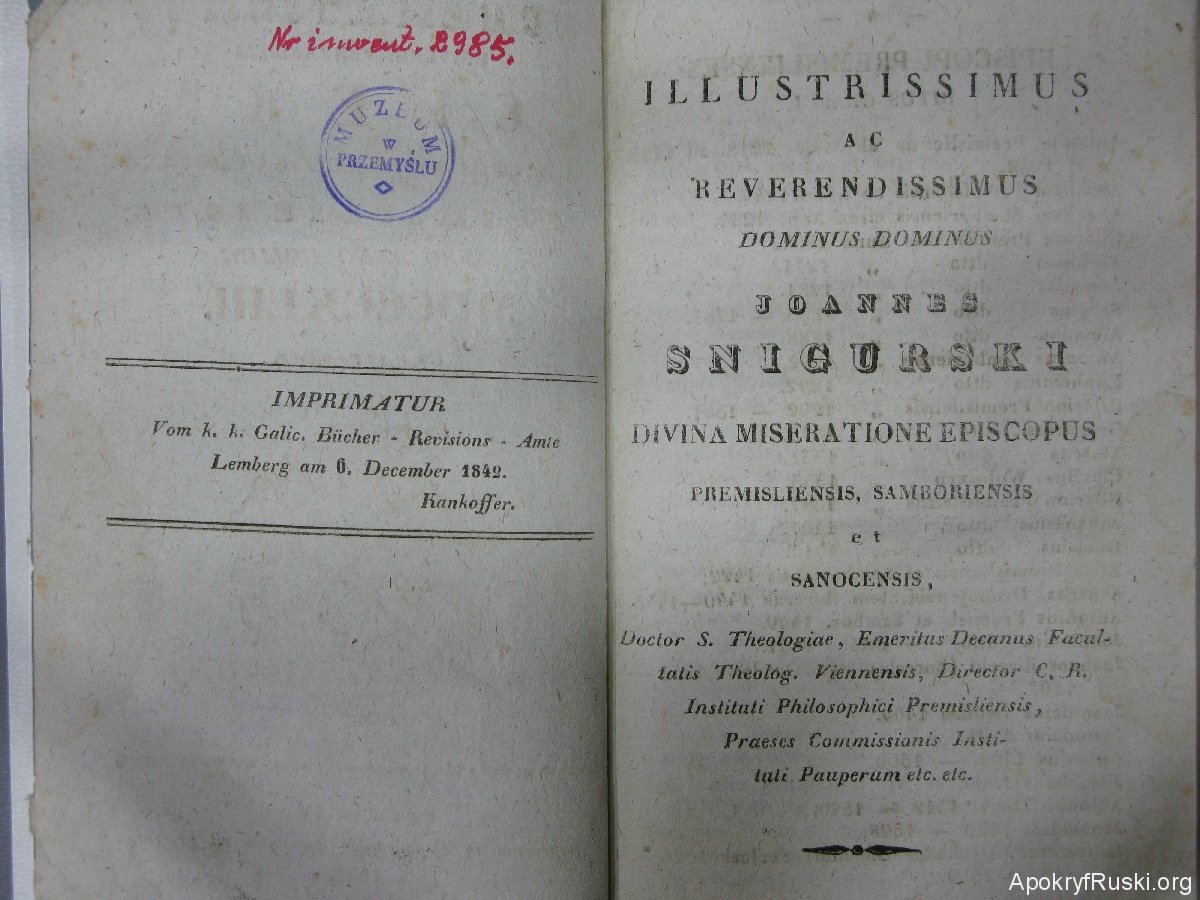 Nr inwent. 2985.
MUZEUM
W
PRZEMYŚLU
IMPRIMATUR
Vom k. k. Galic. Bücher - Revisions - Amte
Lemberg am 6. December 1842.
Kankoffer.
ILLUSTRISSIMUS
AC
REVERENDISSIMUS
DOMINUS DOMINUS
JOANNES
SNIGURSKI
DIVINA MISERATIONE EPISCOPUS
PREMISLIENSIS, SAMBORIENSIS
et
SANOCENSIS,
Doctor S. Theologiae, Emeritus Decanus Facul-
tatis Theolog. Viennensis, Director C. R.
Instituti Philosophici Premisliensis,
Praeses Commissionis Insti-
tuti Pauperum etc. etc.
ApokryfRuski.org